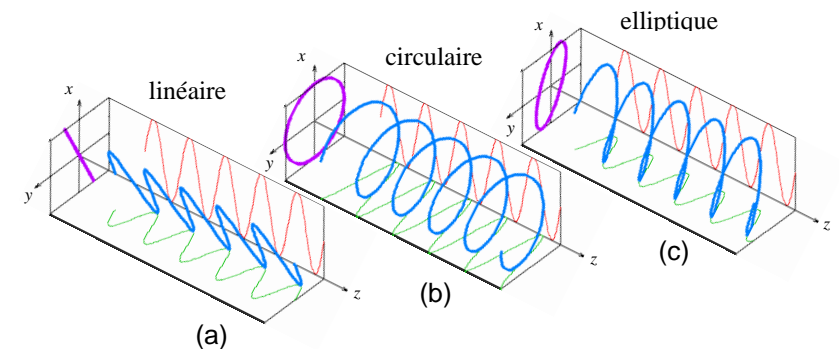 linéaire
x
y
z
(a)
circulaire
x
y
z
(b)
elliptique
x
y
z
(c)